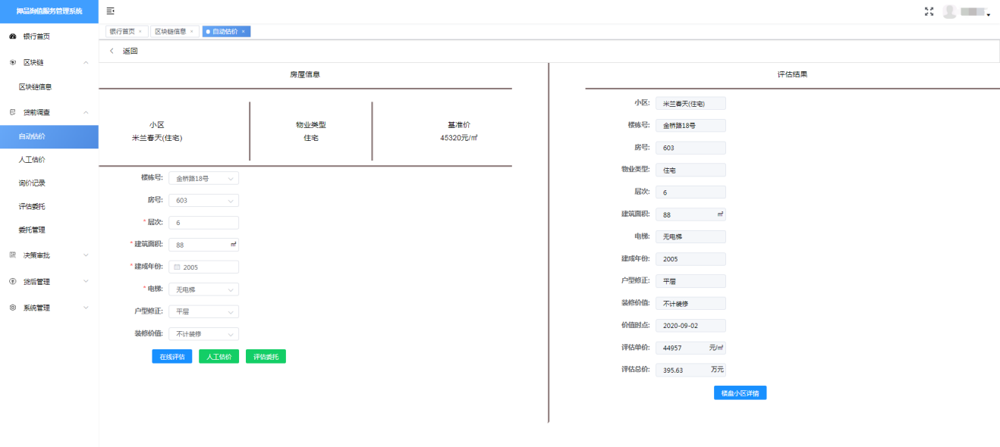 押品询值服务管理系统
银行首页
区块链
区块链信息
贷前调查
自动估价
人工估价
询价记录
评估委托
委托管理
决策审批
贷后管理
系统管理
银行首页 ×
区块链信息 ×
自动估价 ×
< 返回
房屋信息
小区
米兰春天(住宅)
物业类型
住宅
基准价
45320元/㎡
楼栋号: 金桥路18号
房号: 603
* 层次: 6
* 建筑面积: 88 ㎡
* 建成年份: 2005
* 电梯: 无电梯
户型修正: 平层
装修价值: 不计装修
在线评估 人工估价 评估委托
评估结果
小区: 米兰春天(住宅)
楼栋号: 金桥路18号
房号: 603
物业类型: 住宅
层次: 6
建筑面积: 88 ㎡
电梯: 无电梯
建成年份: 2005
户型修正: 平层
装修价值: 不计装修
价值时点: 2020-09-02
评估单价: 44957 元/㎡
评估总价: 395.63 万元
楼盘小区详情